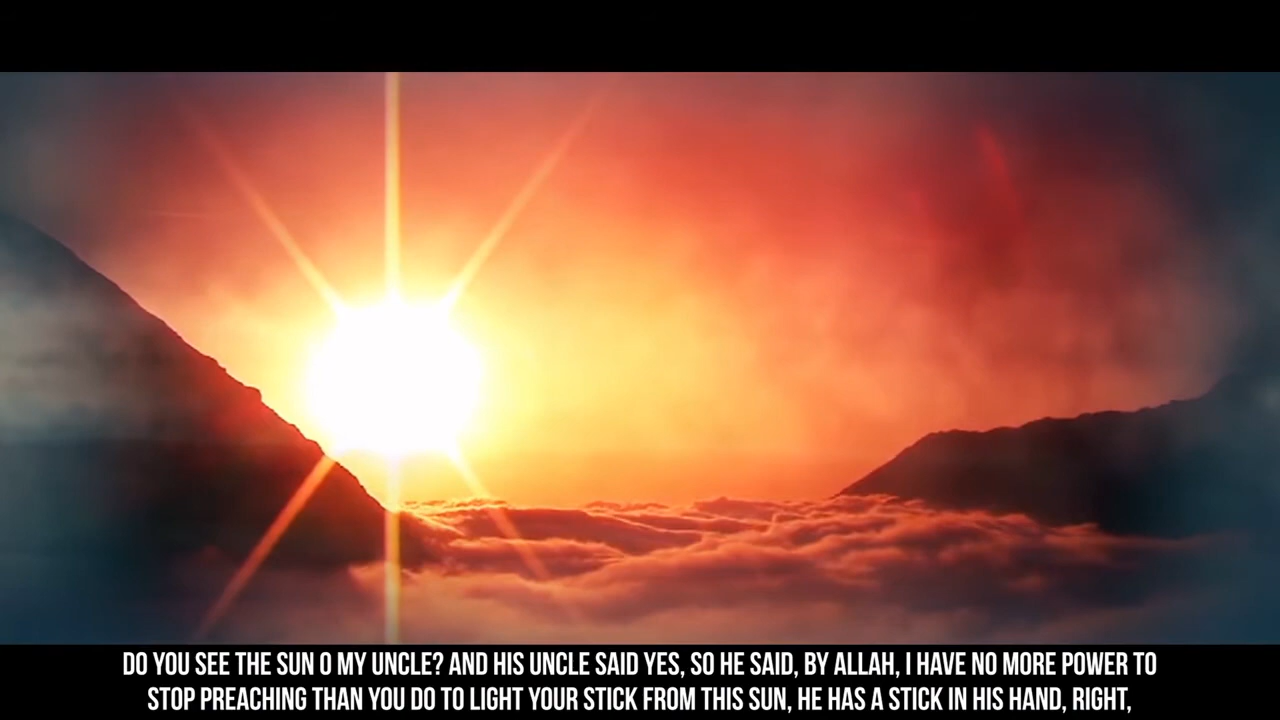 DO YOU SEE THE SUN O MY UNCLE? AND HIS UNCLE SAID YES, SO HE SAID, BY ALLAH, I HAVE NO MORE POWER TO
STOP PREACHING THAN YOU DO TO LIGHT YOUR STICK FROM THIS SUN, HE HAS A STICK IN HIS HAND, RIGHT,